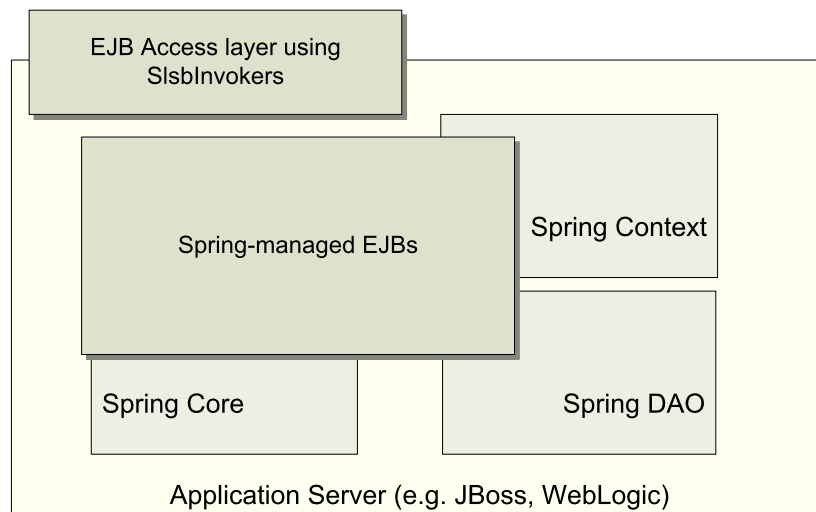 EJB Access layer using
SlsbInvokers
Spring Context
Spring-managed EJBs
Spring Core
Spring DAO
Application Server (e.g. JBoss, WebLogic)